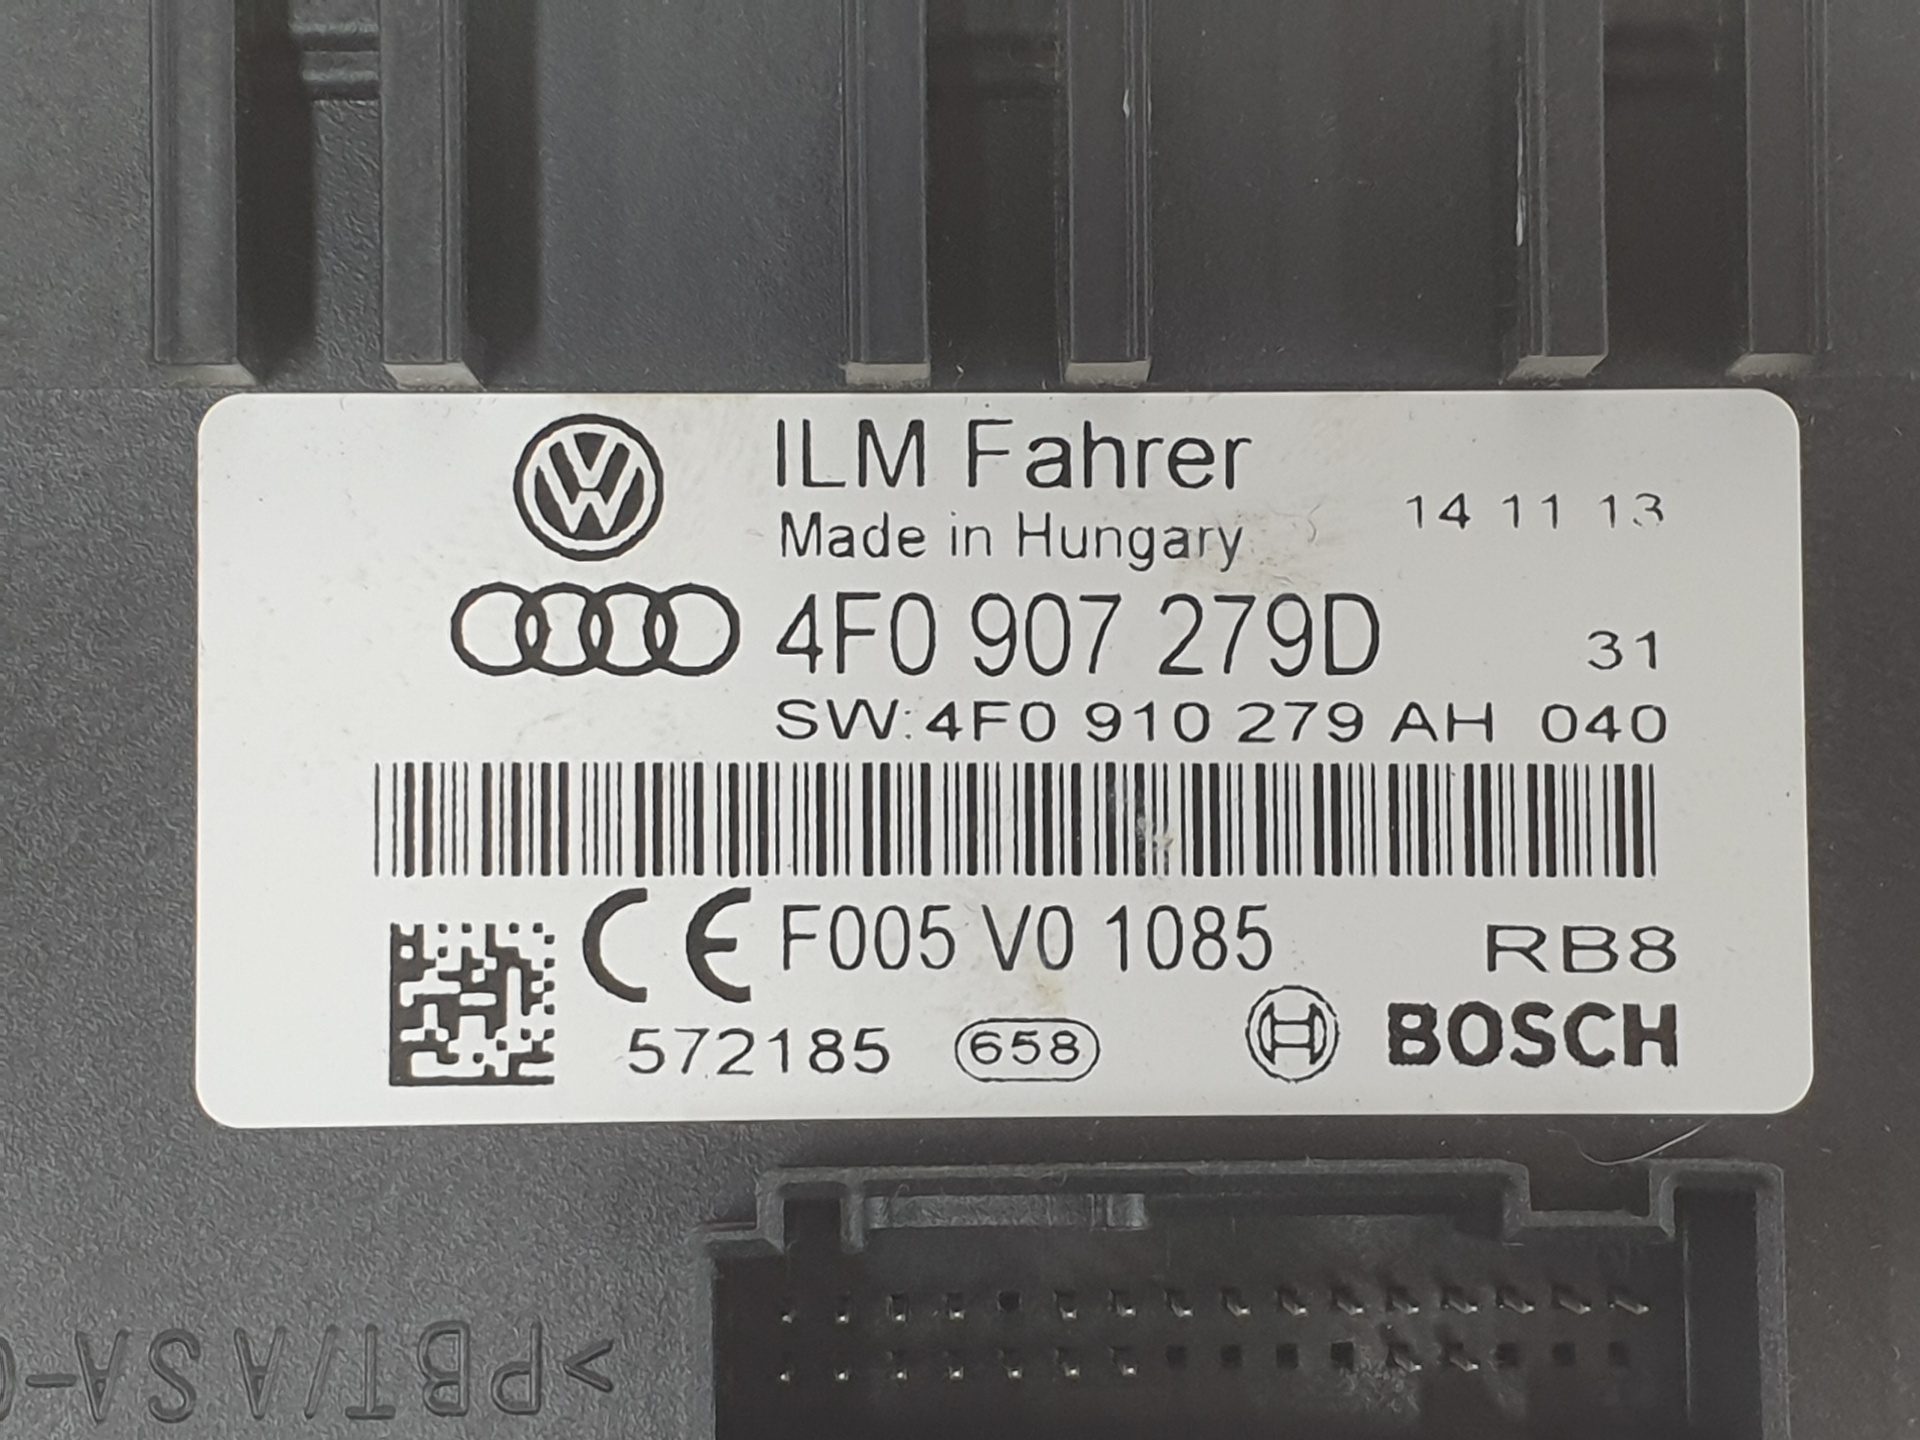 ILM Fahrer
Made in Hungary 14 11 13
4F0 907 279D 31
SW:4F0 910 279 AH 040
CE F005 V0 1085 RB8
572185 658 BOSCH
>PBT/ASA-